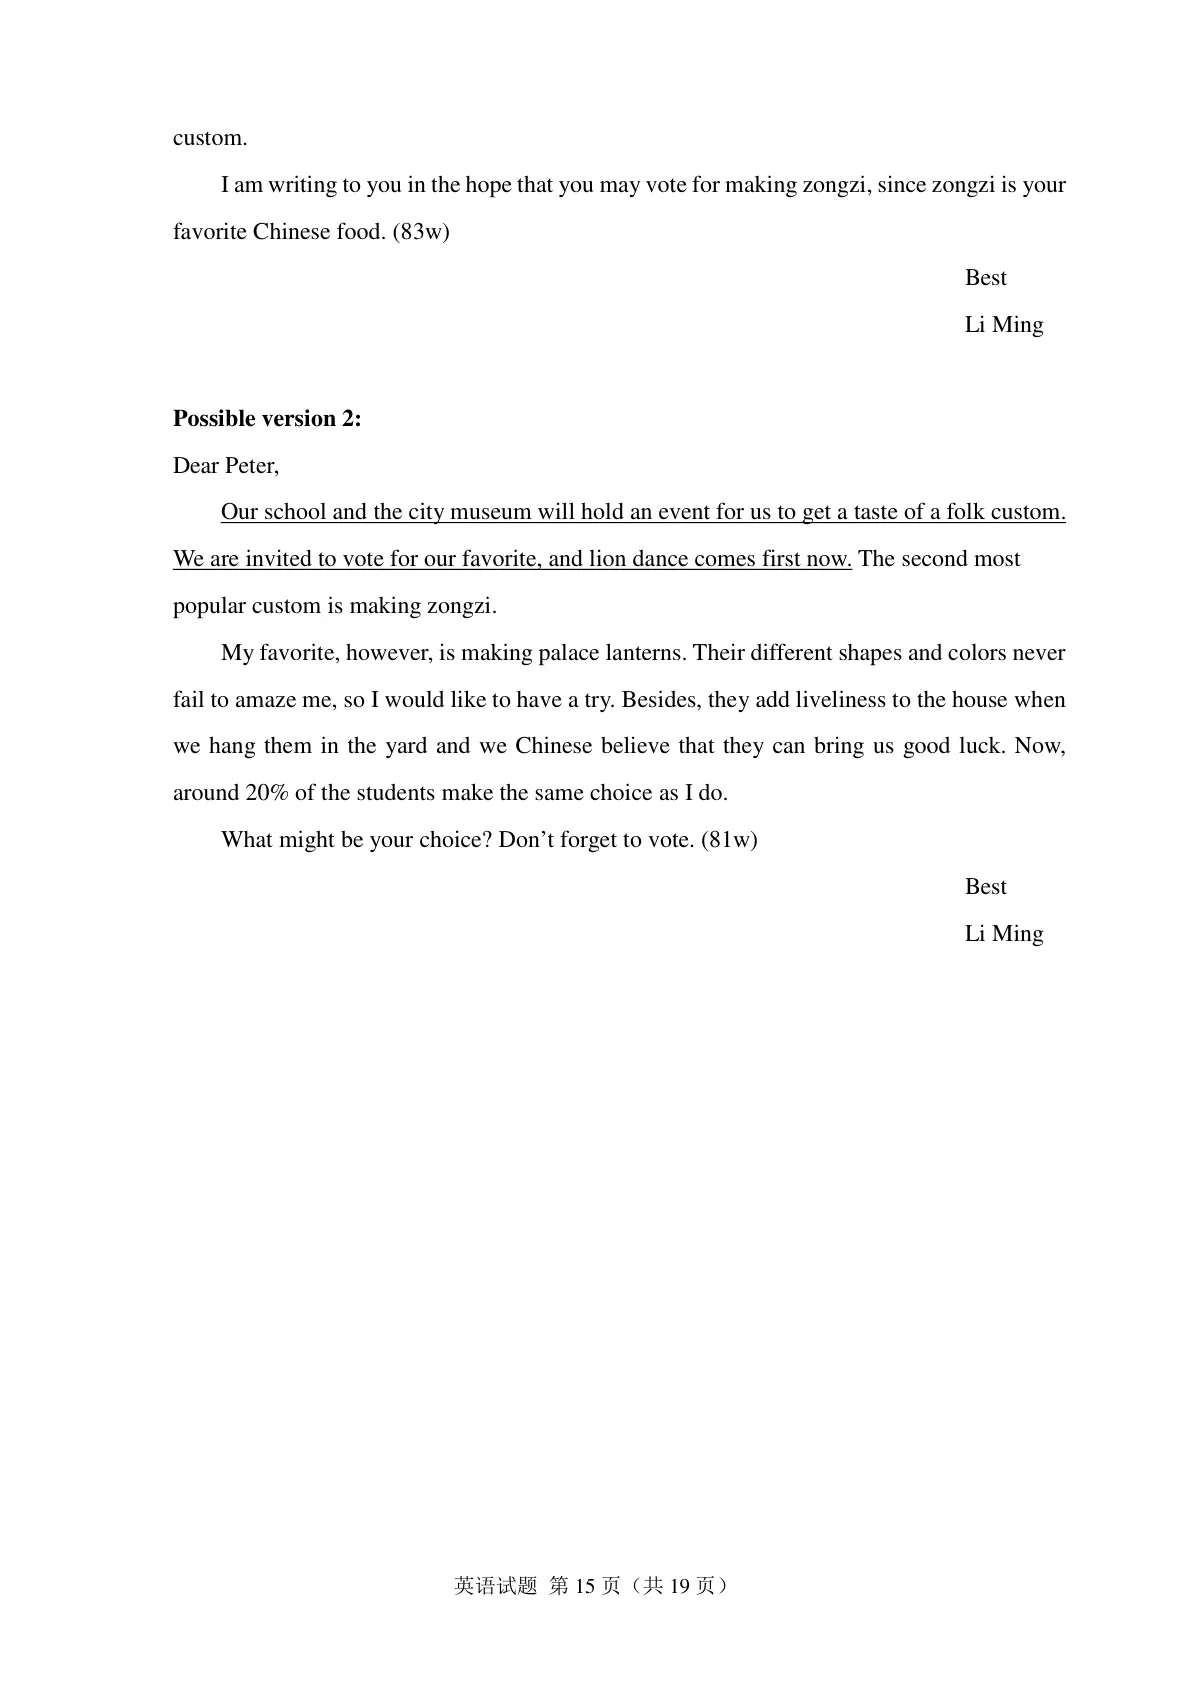 custom.
I am writing to you in the hope that you may vote for making zongzi, since zongzi is your
favorite Chinese food. (83w)
Best
Li Ming
Possible version 2:
Dear Peter,
Our school and the city museum will hold an event for us to get a taste of a folk custom.
We are invited to vote for our favorite, and lion dance comes first now. The second most
popular custom is making zongzi.
My favorite, however, is making palace lanterns. Their different shapes and colors never
fail to amaze me, so I would like to have a try. Besides, they add liveliness to the house when
we hang them in the yard and we Chinese believe that they can bring us good luck. Now,
around 20% of the students make the same choice as I do.
What might be your choice? Don’t forget to vote. (81w)
Best
Li Ming
英语试题 第 15 页（共 19 页）